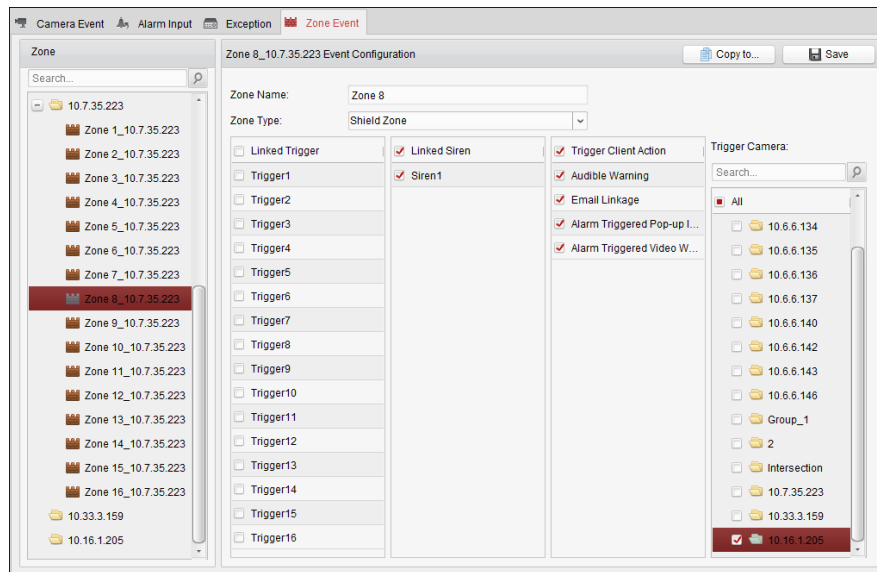 Camera Event Alarm Input Exception Zone Event
Zone
Search...
10.7.35.223
Zone 1_10.7.35.223
Zone 2_10.7.35.223
Zone 3_10.7.35.223
Zone 4_10.7.35.223
Zone 5_10.7.35.223
Zone 6_10.7.35.223
Zone 7_10.7.35.223
Zone 8_10.7.35.223
Zone 9_10.7.35.223
Zone 10_10.7.35.223
Zone 11_10.7.35.223
Zone 12_10.7.35.223
Zone 13_10.7.35.223
Zone 14_10.7.35.223
Zone 15_10.7.35.223
Zone 16_10.7.35.223
10.33.3.159
10.16.1.205
Zone 8_10.7.35.223 Event Configuration
Copy to...
Save
Zone Name: Zone 8
Zone Type: Shield Zone
Linked Trigger
Trigger1
Trigger2
Trigger3
Trigger4
Trigger5
Trigger6
Trigger7
Trigger8
Trigger9
Trigger10
Trigger11
Trigger12
Trigger13
Trigger14
Trigger15
Trigger16
Linked Siren
Siren1
Trigger Client Action
Audible Warning
Email Linkage
Alarm Triggered Pop-up I...
Alarm Triggered Video W...
Trigger Camera:
Search...
All
10.6.6.134
10.6.6.135
10.6.6.136
10.6.6.137
10.6.6.140
10.6.6.142
10.6.6.143
10.6.6.146
Group_1
2
Intersection
10.7.35.223
10.33.3.159
10.16.1.205